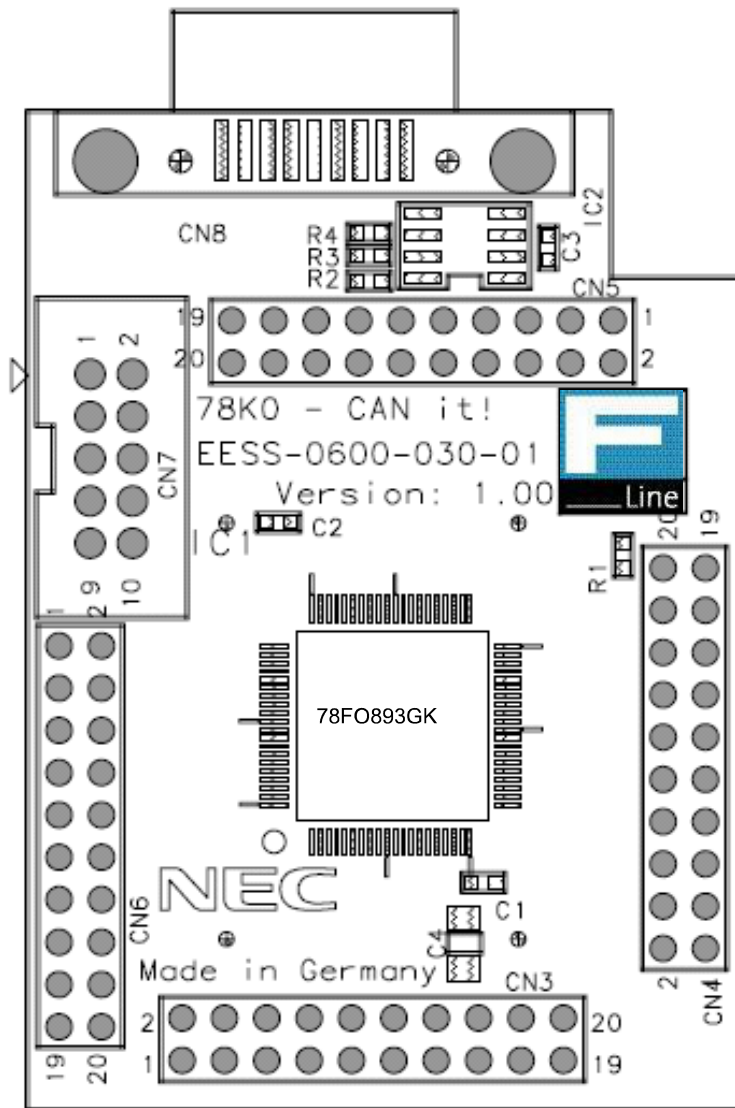 IC2
CN8
R4
R3
R2
C3
CN5
19 1
20 2
1 2
78K0 - CAN it!
EESS-0600-030-01
Version: 1.00
F
Line
CN7
9 10
IC1
C2
R1
20 19
1 2
78FO893GK
NEC
C1
C4
CN6
Made in Germany
CN3
2 20
1 19
19 20
2
CN4